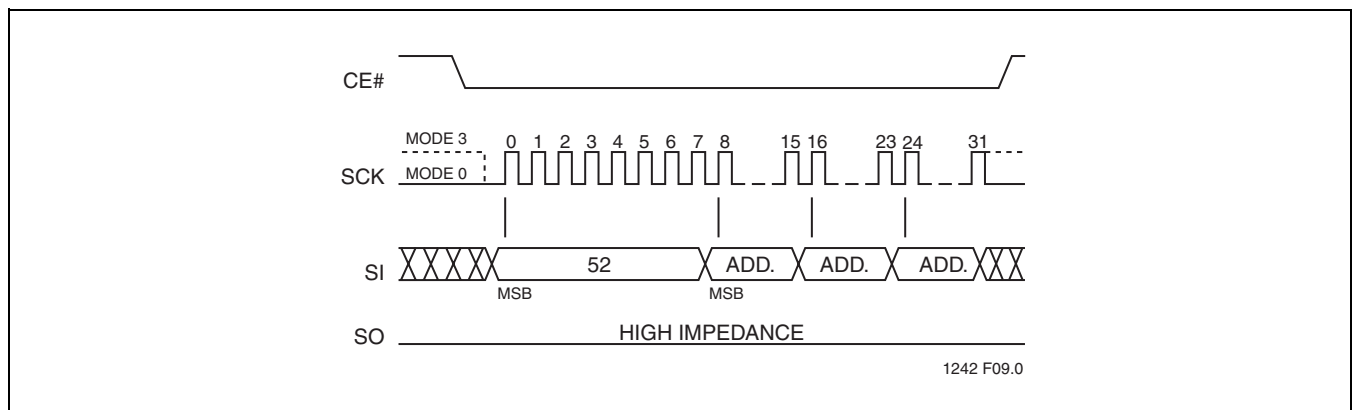 CE#
MODE 3
0 1 2 3 4 5 6 7 8 15 16 23 24 31
SCK MODE 0
SI 52 ADD. ADD. ADD.
MSB MSB
SO HIGH IMPEDANCE
1242 F09.0